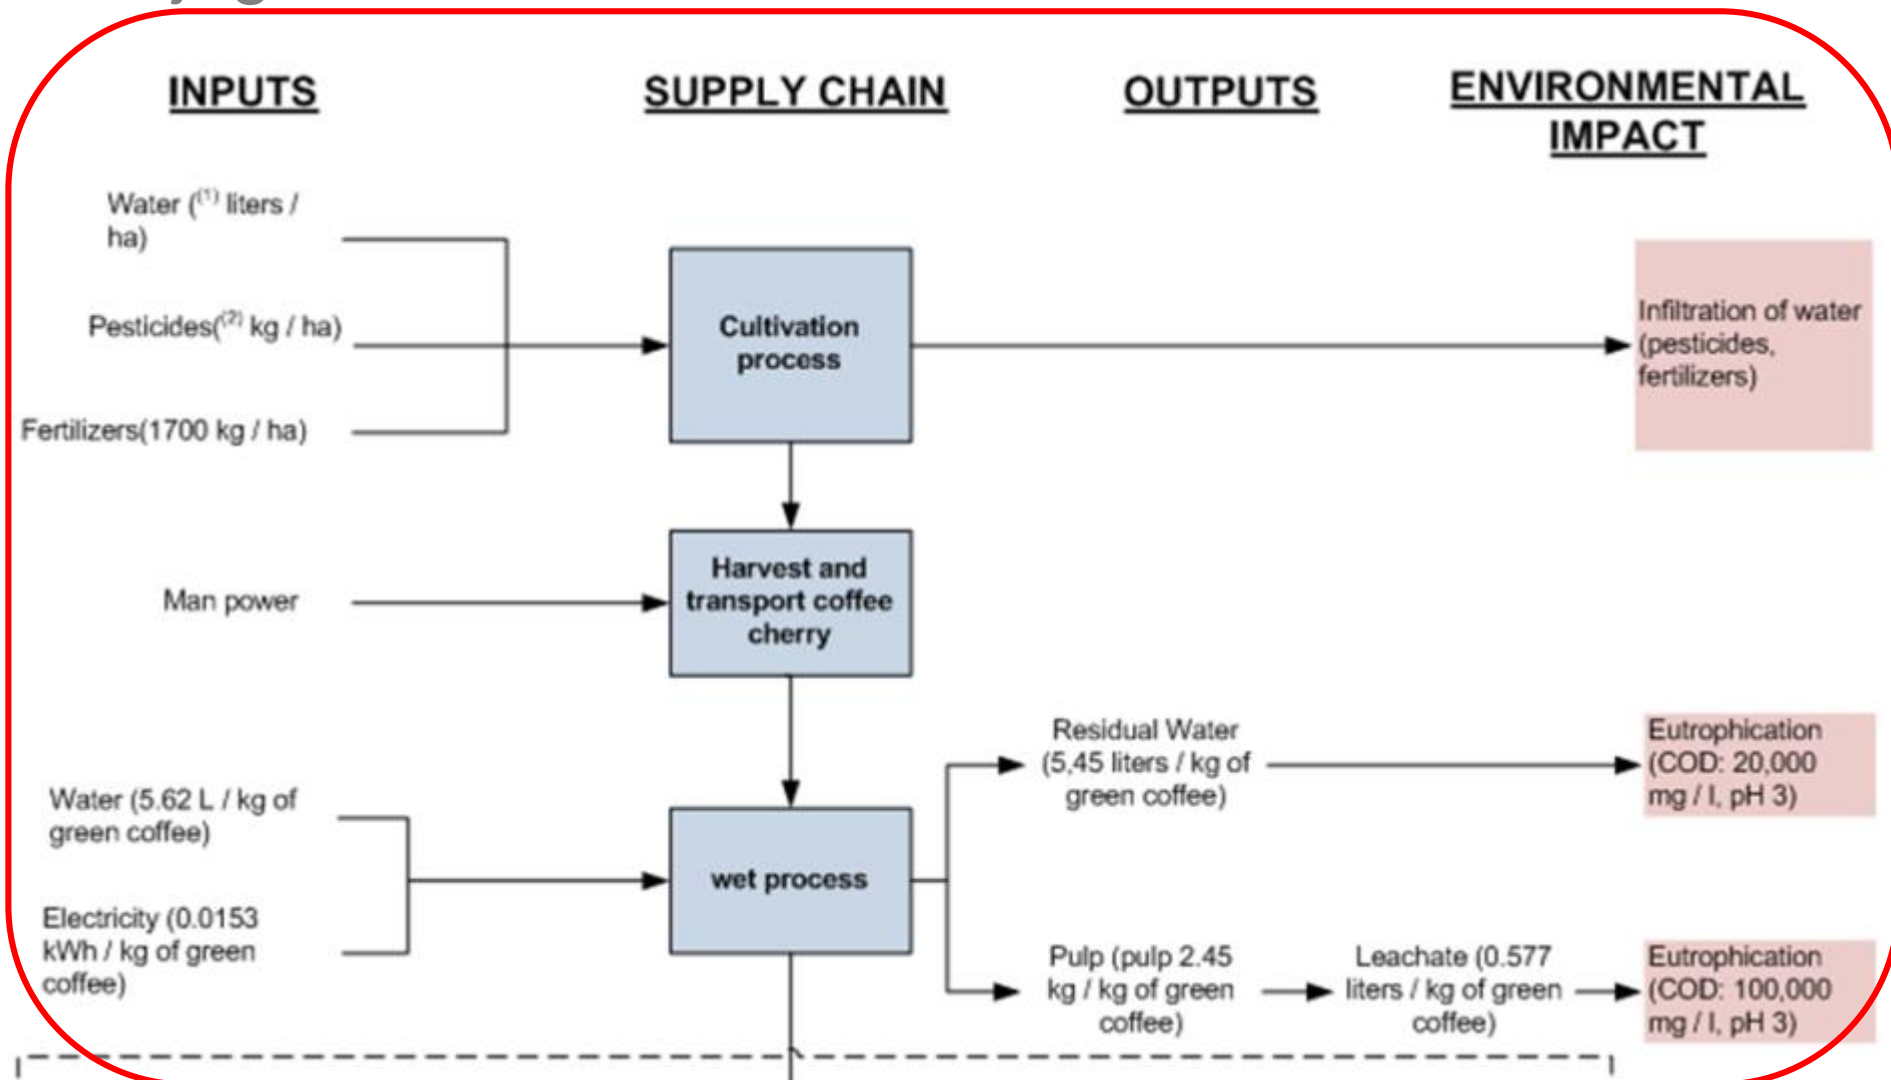 INPUTS
SUPPLY CHAIN
OUTPUTS
ENVIRONMENTAL
IMPACT
Water (⁽¹⁾ liters /
ha)
Pesticides(⁽²⁾ kg / ha)
Fertilizers(1700 kg / ha)
Cultivation
process
Infiltration of water
(pesticides,
fertilizers)
Man power
Harvest and
transport coffee
cherry
Water (5.62 L / kg of
green coffee)
Electricity (0.0153
kWh / kg of green
coffee)
wet process
Residual Water
(5,45 liters / kg of
green coffee)
Eutrophication
(COD: 20,000
mg / l, pH 3)
Pulp (pulp 2.45
kg / kg of green
coffee)
Leachate (0.577
liters / kg of green
coffee)
Eutrophication
(COD: 100,000
mg / l, pH 3)